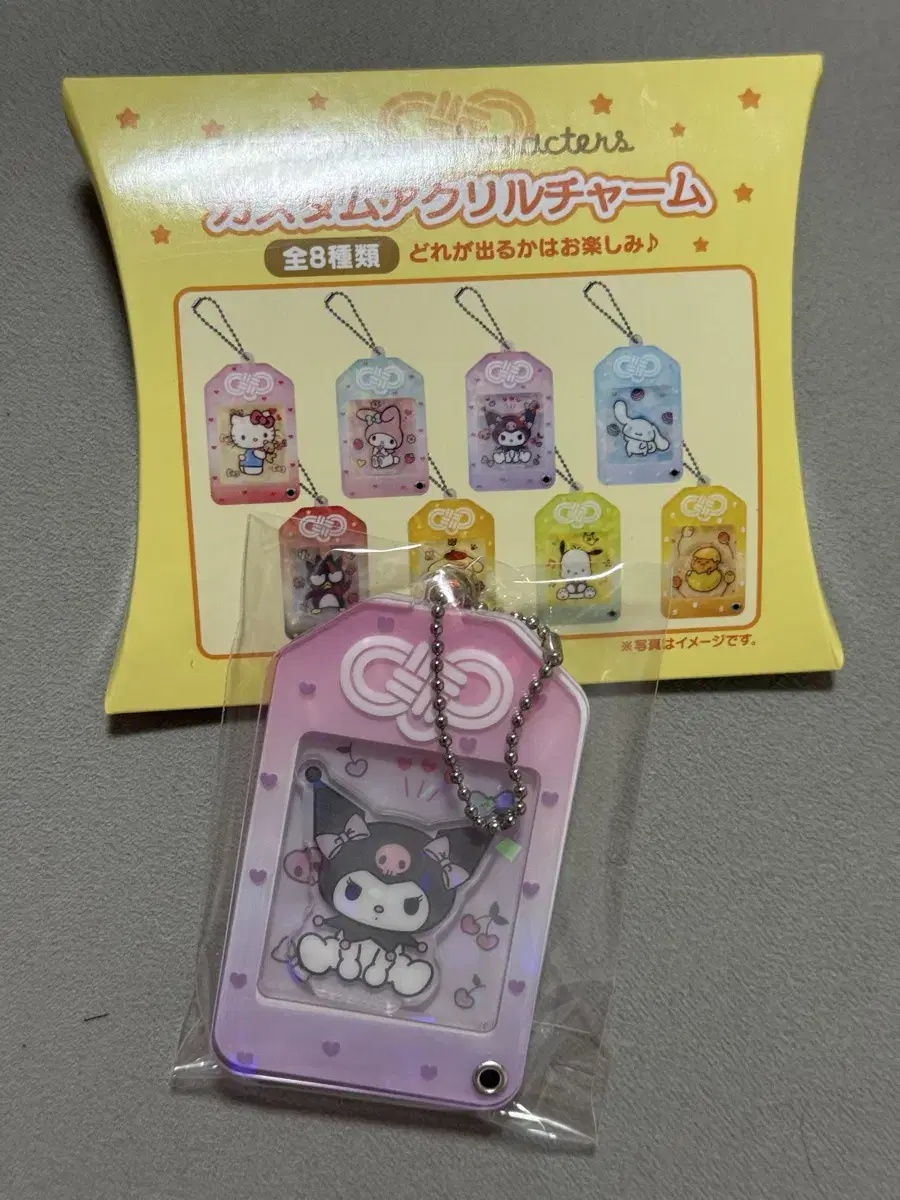 characters
カスタムアクリルチャーム
全8種類 どれが出るかはお楽しみ♪
※写真はイメージです。